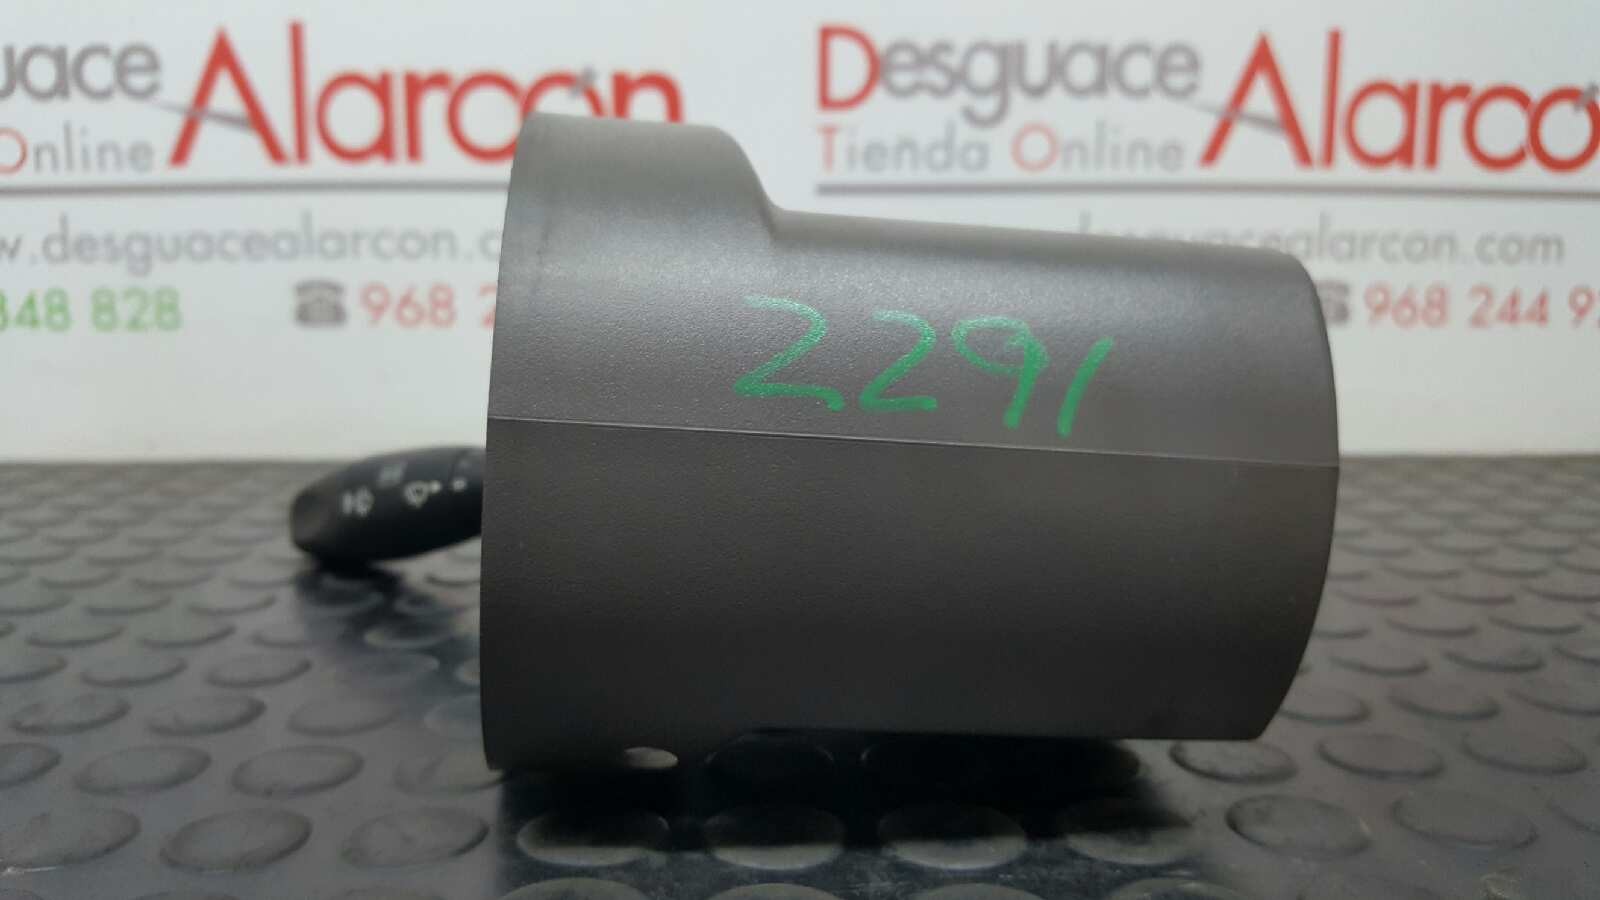 uace Alarcon
Online
w.desguacealarcon.c
848 828 ☎ 968 2
Desguace Alarco
Tienda Online
desguacealarcon.com
968 244 9
2291